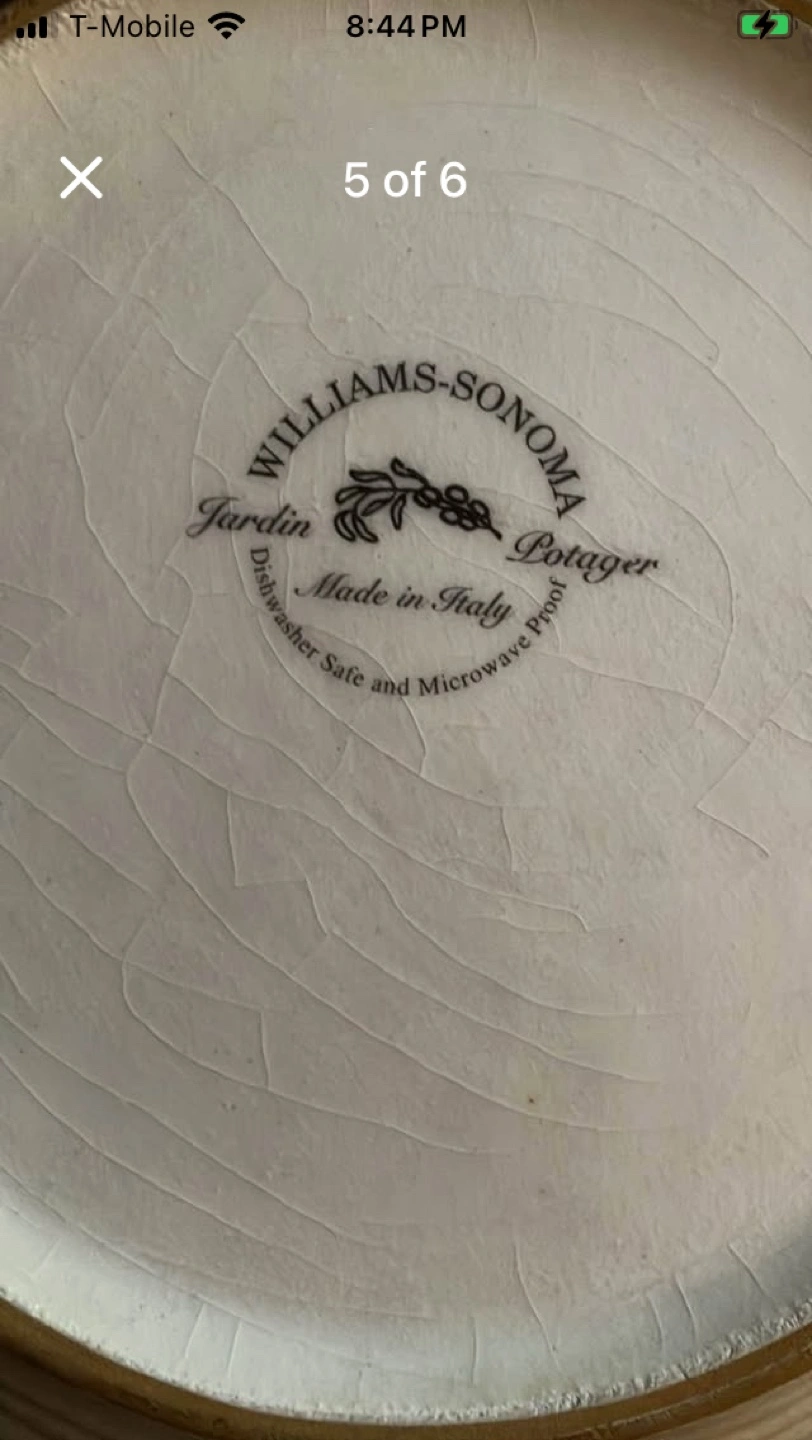 T-Mobile 8:44 PM
5 of 6
WILLIAMS-SONOMA
Jardin Potager
Made in Italy
Dishwasher Safe and Microwave Proof